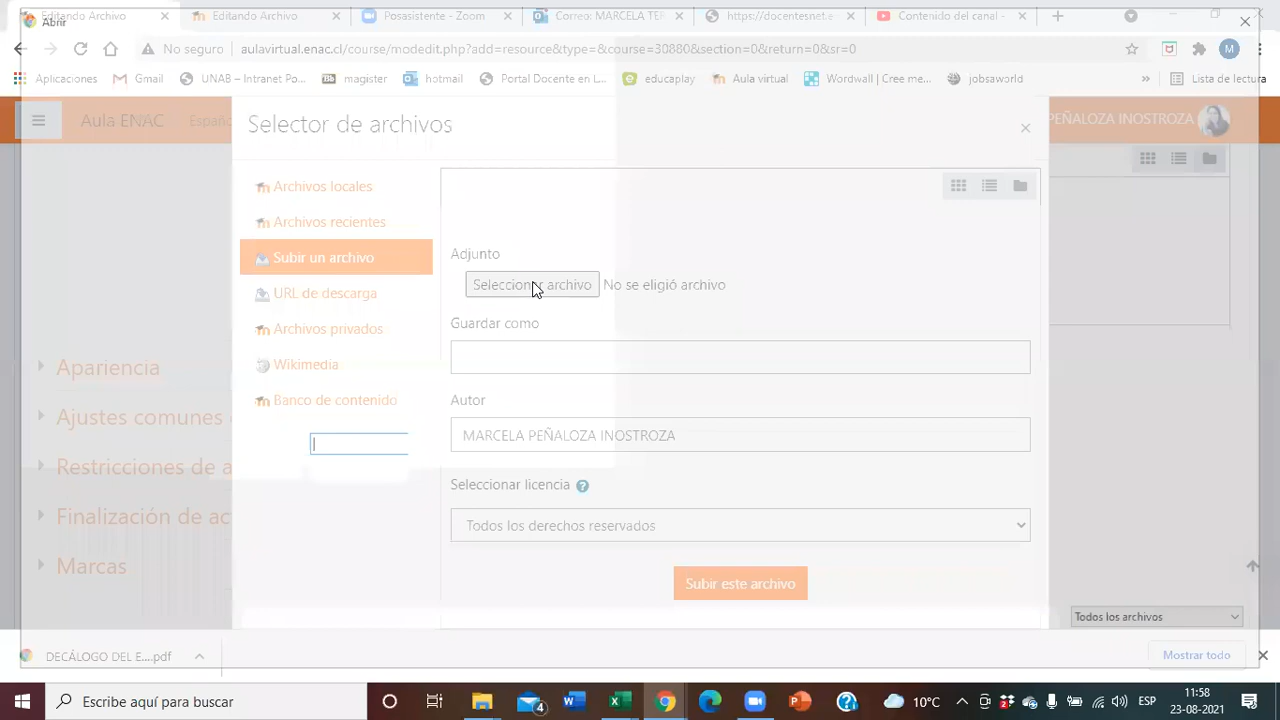 Abrir
Editando Archivo
Editando Archivo
Posasistente - Zoom
Correo: MARCELA
https://docentesnet.e
Contenido del canal -
No seguro
aulavirtual.enac.cl/course/modedit.php?add=resource&type=&course=30880&section=0&return=0&sr=0
M
Aplicaciones
Gmail
UNAB – Intranet Po...
magister
hotmail
Portal Docente en L...
educaplay
Aula virtual
Wordwall | Cree me...
jobsaworld
»
Lista de lectura
Aula ENAC
PEÑALOZA INOSTROZA
Selector de archivos
Archivos locales
Archivos recientes
Subir un archivo
URL de descarga
Archivos privados
Wikimedia
Banco de contenido
Adjunto
Seleccionar archivo
No se eligió archivo
Guardar como
Autor
MARCELA PEÑALOZA INOSTROZA
Seleccionar licencia
Todos los derechos reservados
Subir este archivo
Apariencia
Ajustes comunes
Restricciones de a
Finalización de ac
Marcas
Todos los archivos
DECÁLOGO DEL E....pdf
Mostrar todo
Escribe aquí para buscar
4
10°C
ESP
11:58
23-08-2021